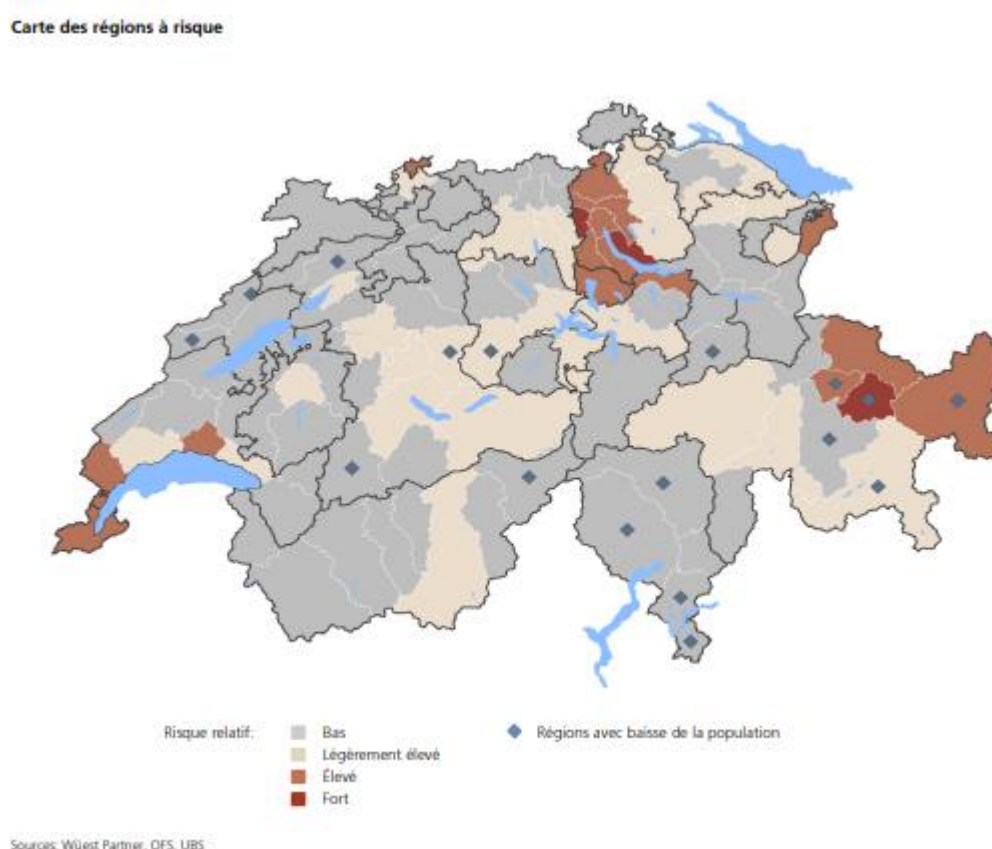 Carte des régions à risque
Risque relatif:
Bas
Régions avec baisse de la population
Légèrement élevé
Élevé
Fort
Sources: Wüest Partner, OFS, UBS